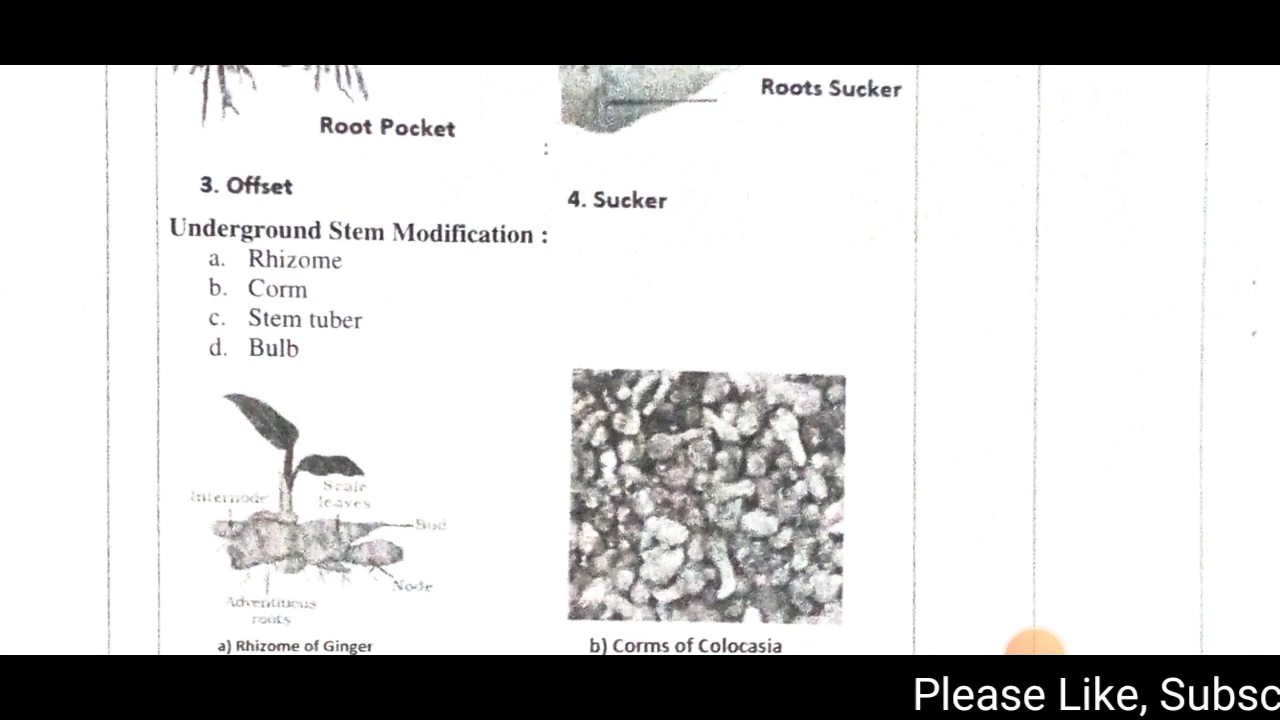 Roots Sucker
Root Pocket
:
3. Offset
4. Sucker
Underground Stem Modification :
a. Rhizome
b. Corm
c. Stem tuber
d. Bulb
Internode
Scale
leaves
Bud
Node
Adventitious
roots
a) Rhizome of Ginger
b) Corms of Colocasia
Please Like, Subsc